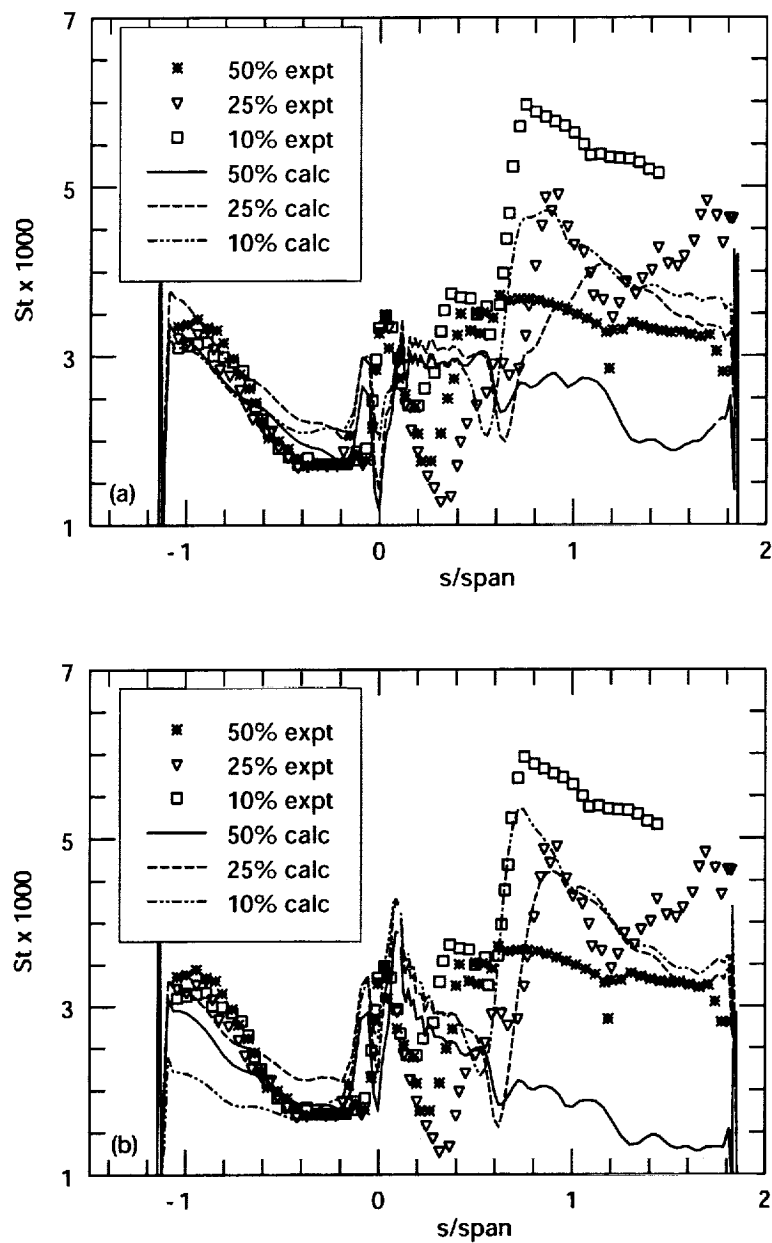 7
5
3
1
St x 1000
50% expt
25% expt
10% expt
50% calc
25% calc
10% calc
(a)
-1
0
1
2
s/span
7
5
3
1
St x 1000
50% expt
25% expt
10% expt
50% calc
25% calc
10% calc
(b)
-1
0
1
2
s/span